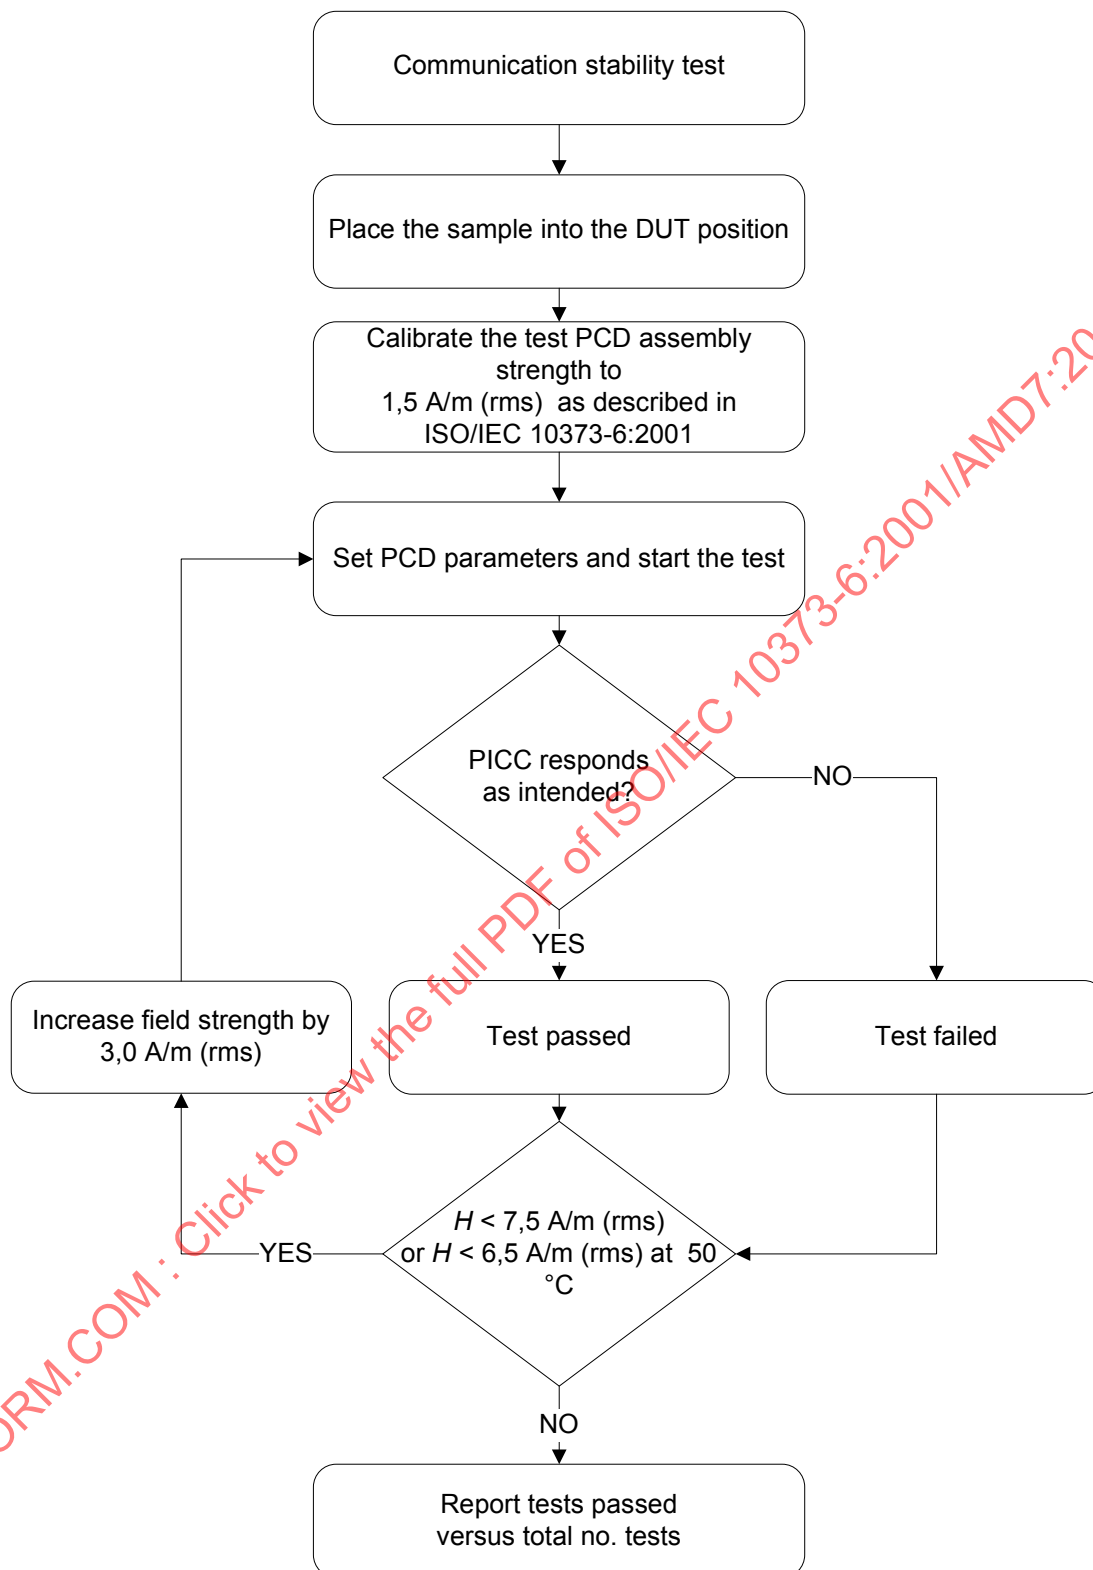 Communication stability test
Place the sample into the DUT position
Calibrate the test PCD assembly
strength to
1,5 A/m (rms) as described in
ISO/IEC 10373-6:2001
Set PCD parameters and start the test
PICC responds
as intended?
NO
YES
Increase field strength by
3,0 A/m (rms)
Test passed
Test failed
H < 7,5 A/m (rms)
or H < 6,5 A/m (rms) at 50
°C
YES
NO
Report tests passed
versus total no. tests
ORM.COM : Click to view the full PDF of ISO/IEC 10373-6:2001/AMD7:20